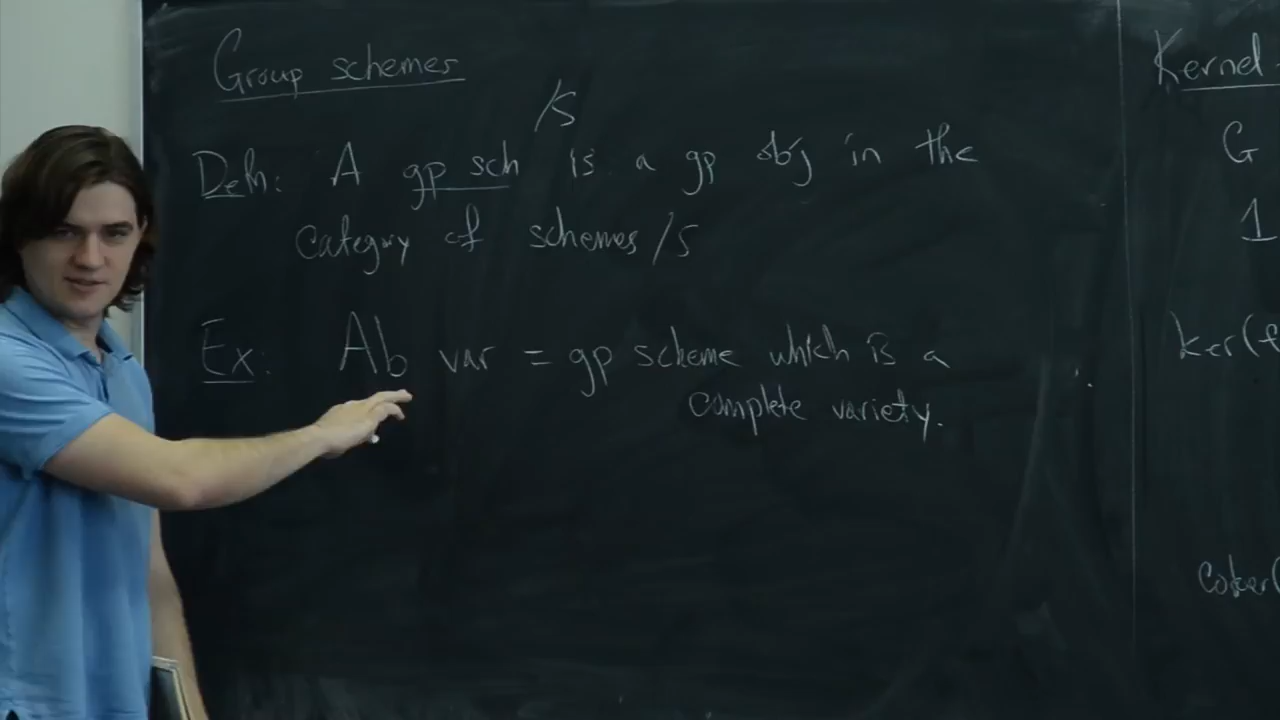 Group schemes
/S
Defn: A gp sch is a gp obj in the
category of schemes/S
Ex: Ab var = gp scheme which is a
complete variety.
Kernel
G
1
ker(f
coker(